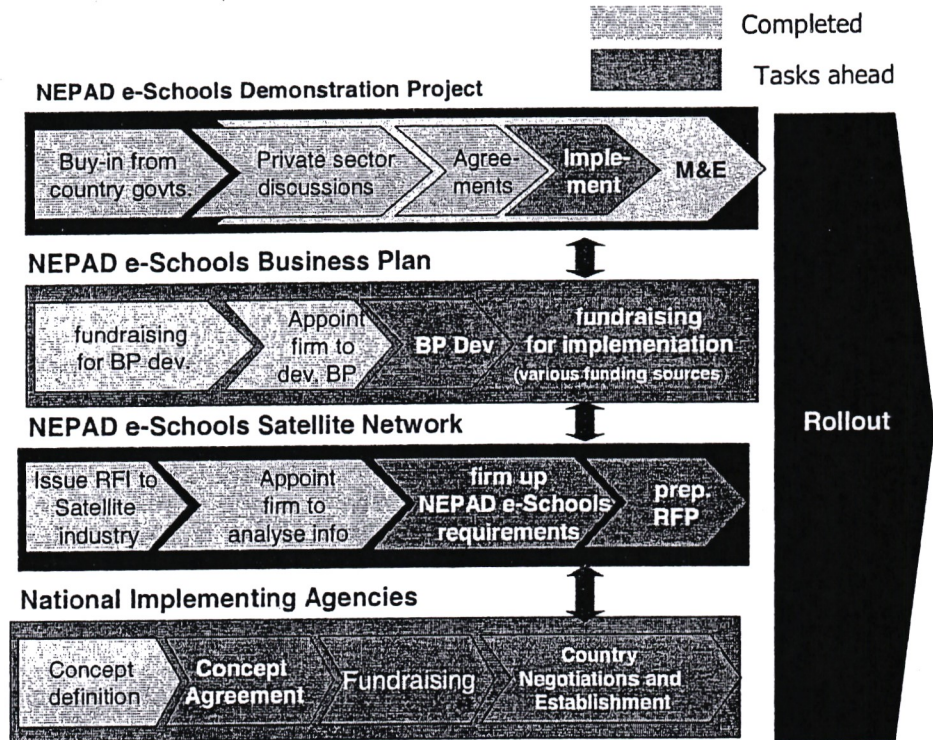 Completed
Tasks ahead
NEPAD e-Schools Demonstration Project
Buy-in from
country govts.
Private sector
discussions
Agree-
ments
Imple-
ment
M&E
NEPAD e-Schools Business Plan
fundraising
for BP dev.
Appoint
firm to
dev. BP
BP Dev
fundraising
for implementation
(various funding sources)
NEPAD e-Schools Satellite Network
Issue RFI to
Satellite
industry
Appoint
firm to
analyse info
firm up
NEPAD e-Schools
requirements
prep.
RFP
National Implementing Agencies
Concept
definition
Concept
Agreement
Fundraising
Country
Negotiations and
Establishment
Rollout